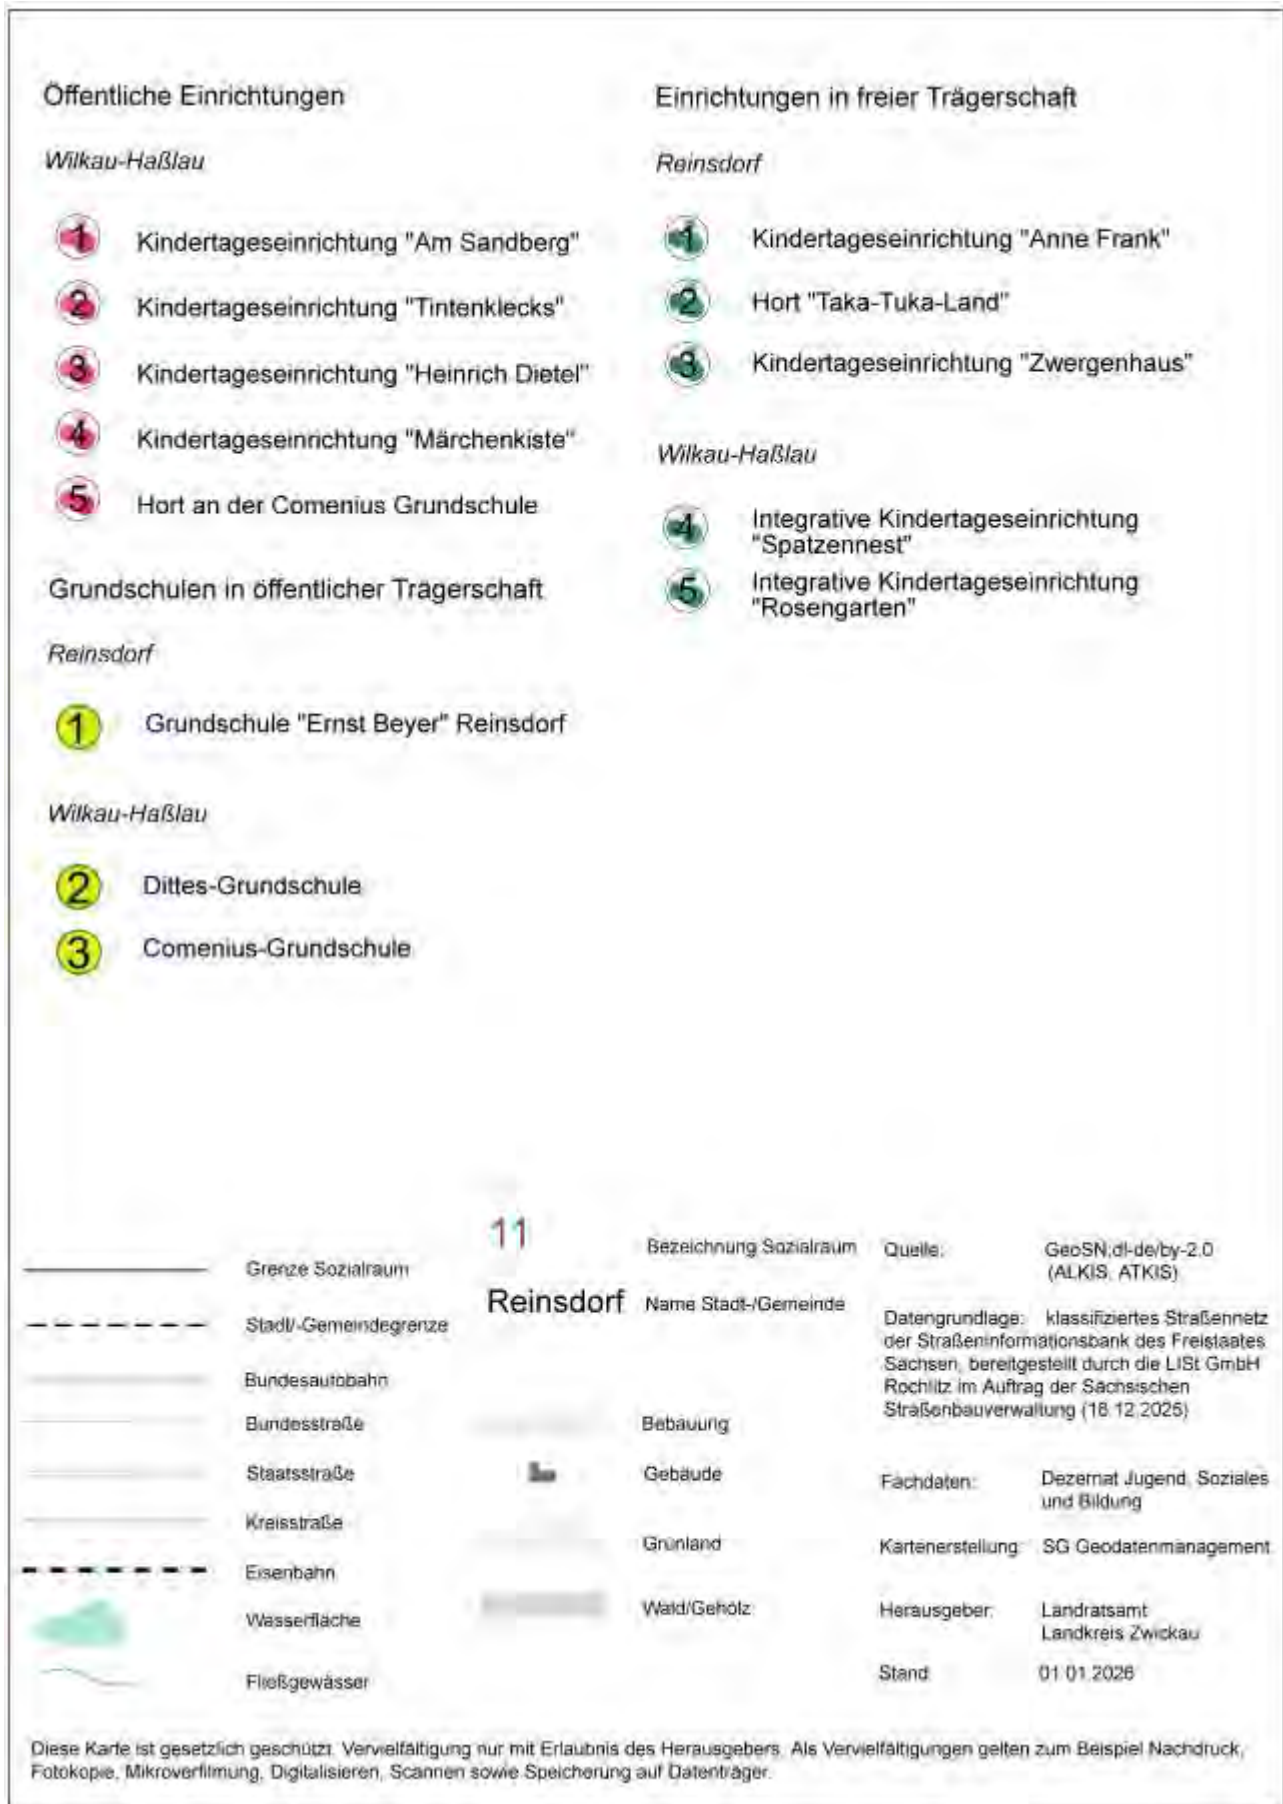 Öffentliche Einrichtungen
Wilkau-Haßlau
1 Kindertageseinrichtung "Am Sandberg"
2 Kindertageseinrichtung "Tintenklecks"
3 Kindertageseinrichtung "Heinrich Dietel"
4 Kindertageseinrichtung "Märchenkiste"
5 Hort an der Comenius Grundschule
Grundschulen in öffentlicher Trägerschaft
Reinsdorf
1 Grundschule "Ernst Beyer" Reinsdorf
Wilkau-Haßlau
2 Dittes-Grundschule
3 Comenius-Grundschule
Einrichtungen in freier Trägerschaft
Reinsdorf
1 Kindertageseinrichtung "Anne Frank"
2 Hort "Taka-Tuka-Land"
3 Kindertageseinrichtung "Zwergenhaus"
Wilkau-Haßlau
4 Integrative Kindertageseinrichtung
"Spatzennest"
5 Integrative Kindertageseinrichtung
"Rosengarten"
Grenze Sozialraum
Stadt/-Gemeindegrenze
Bundesautobahn
Bundesstraße
Staatsstraße
Kreisstraße
Eisenbahn
Wasserfläche
Fließgewässer
11 Bezeichnung Sozialraum
Reinsdorf Name Stadt-/Gemeinde
Bebauung
Gebäude
Grünland
Wald/Gehölz
Quelle: GeoSN,dl-de/by-2.0
(ALKIS, ATKIS)
Datengrundlage: klassifiziertes Straßennetz
der Straßeninformationsbank des Freistaates
Sachsen, bereitgestellt durch die LISt GmbH
Rochlitz im Auftrag der Sächsischen
Straßenbauverwaltung (18.12.2025)
Fachdaten: Dezernat Jugend, Soziales
und Bildung
Kartenerstellung: SG Geodatenmanagement
Herausgeber: Landratsamt
Landkreis Zwickau
Stand 01.01.2026
Diese Karte ist gesetzlich geschützt. Vervielfältigung nur mit Erlaubnis des Herausgebers. Als Vervielfältigungen gelten zum Beispiel Nachdruck,
Fotokopie, Mikroverfilmung, Digitalisieren, Scannen sowie Speicherung auf Datenträger.